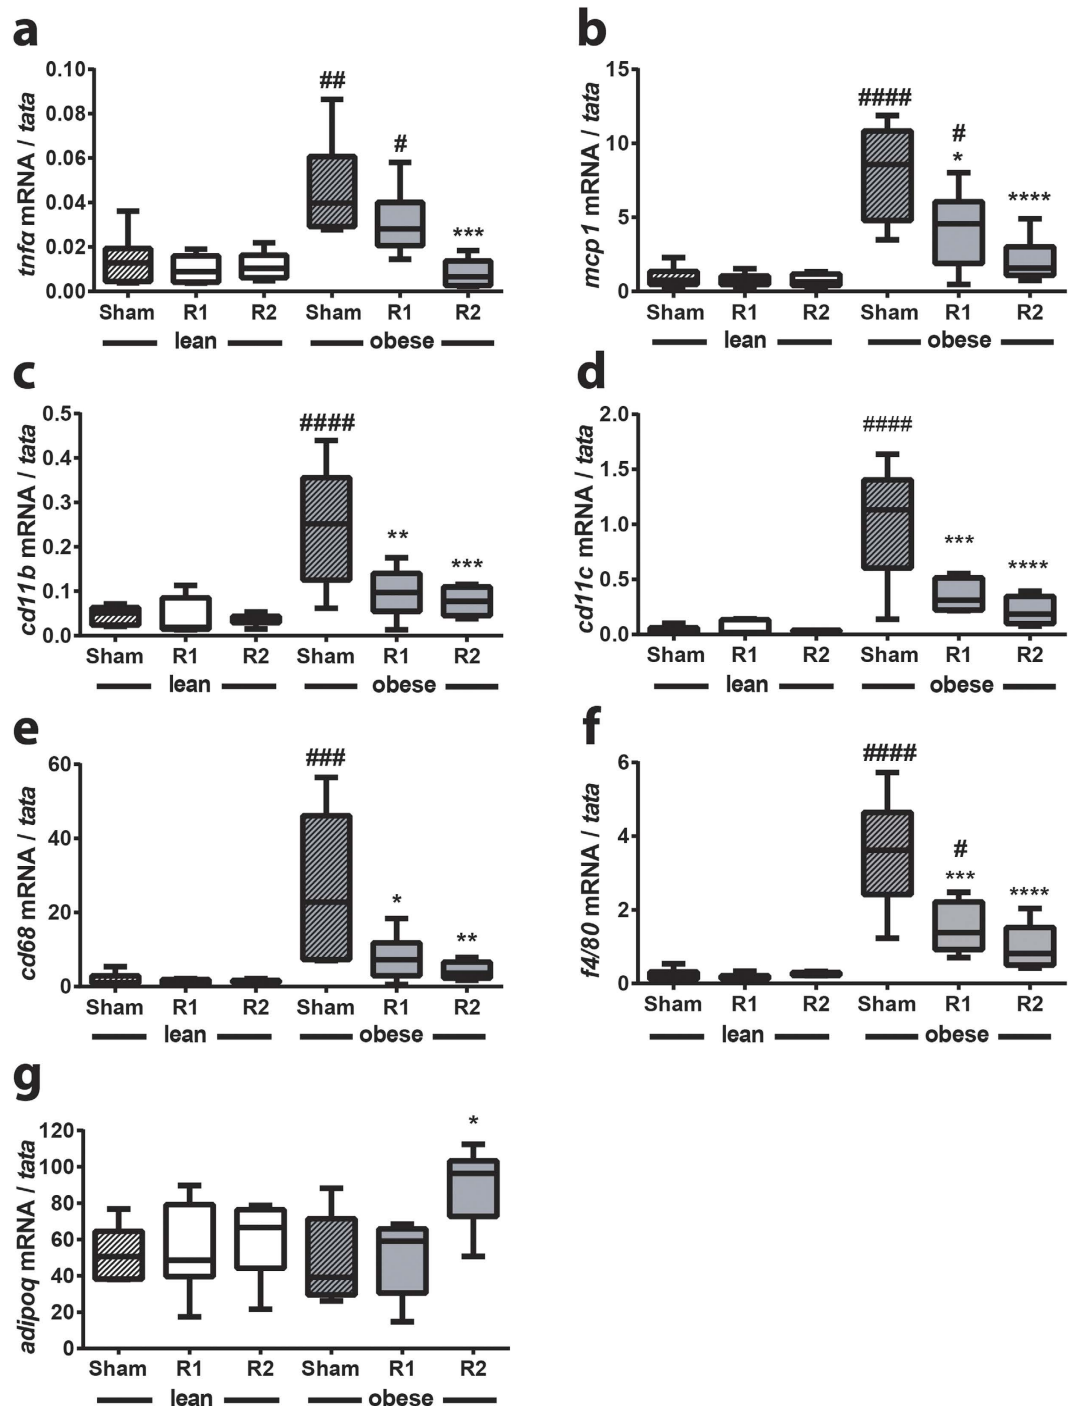 a
tnfα mRNA / tata
0.10
0.08
0.06
0.04
0.02
0.00
##
#
***
Sham R1 R2 Sham R1 R2
lean obese
b
mcp1 mRNA / tata
15
10
5
0
####
#
*
****
Sham R1 R2 Sham R1 R2
lean obese
c
cd11b mRNA / tata
0.5
0.4
0.3
0.2
0.1
0.0
####
**
***
Sham R1 R2 Sham R1 R2
lean obese
d
cd11c mRNA / tata
2.0
1.5
1.0
0.5
0.0
####
***
****
Sham R1 R2 Sham R1 R2
lean obese
e
cd68 mRNA / tata
60
40
20
0
###
*
**
Sham R1 R2 Sham R1 R2
lean obese
f
f4/80 mRNA / tata
6
4
2
0
####
#
***
****
Sham R1 R2 Sham R1 R2
lean obese
g
adipoq mRNA / tata
120
100
80
60
40
20
0
*
Sham R1 R2 Sham R1 R2
lean obese